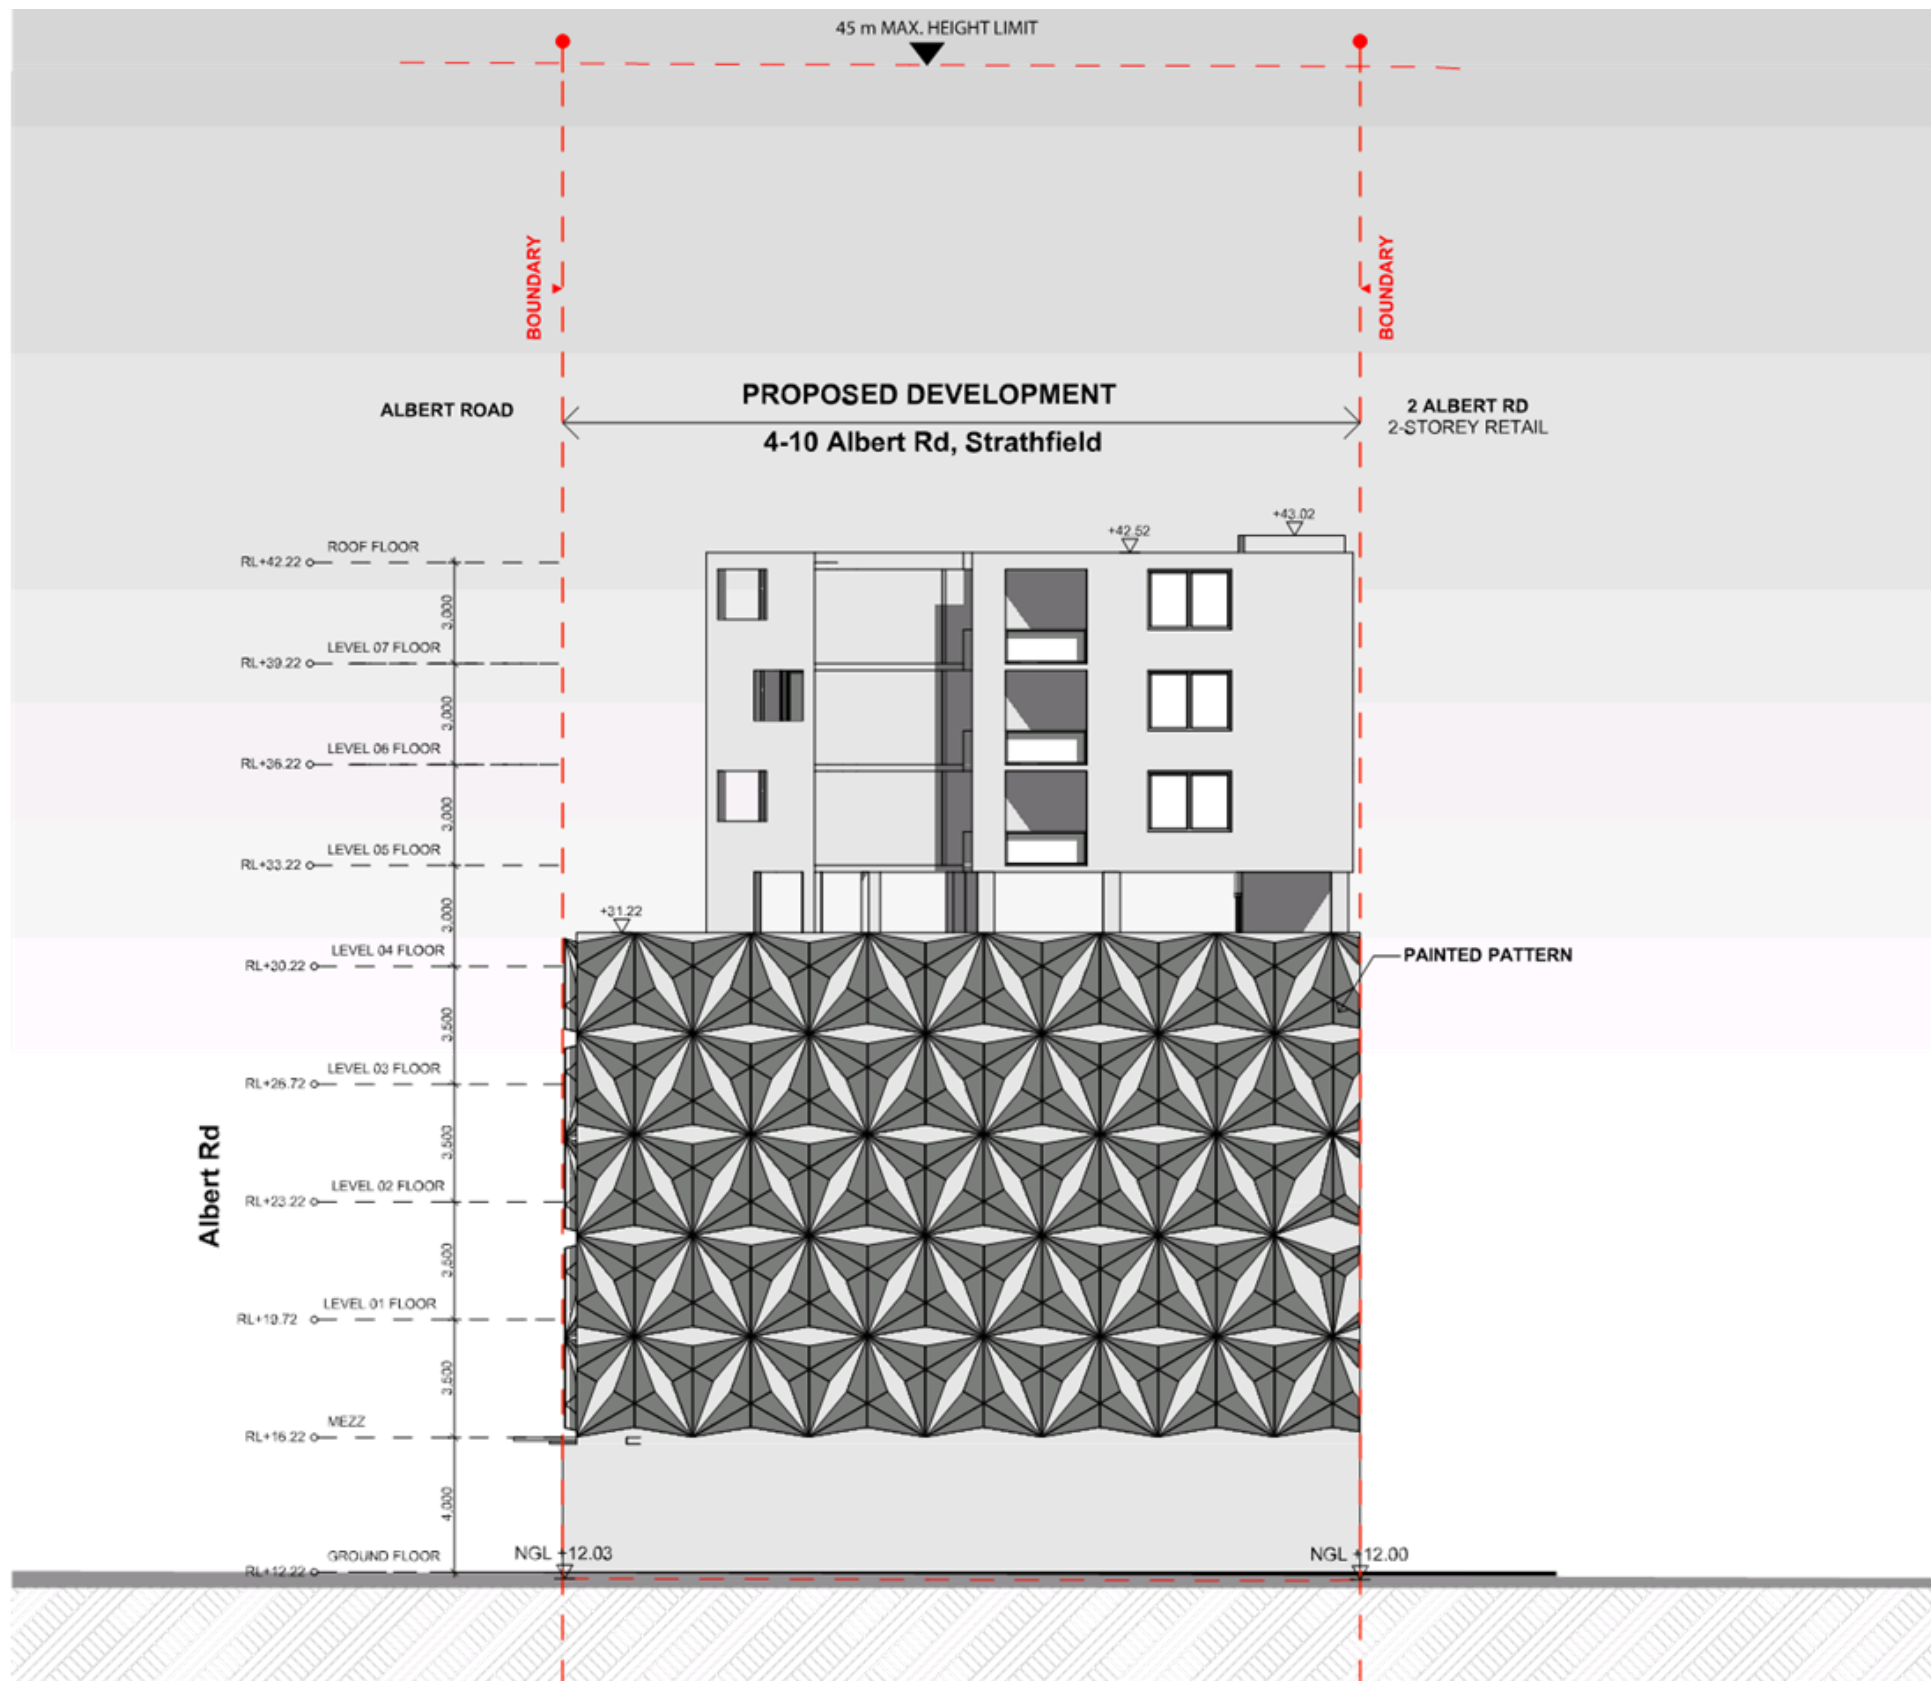 45 m MAX. HEIGHT LIMIT
BOUNDARY
BOUNDARY
PROPOSED DEVELOPMENT
ALBERT ROAD
4-10 Albert Rd, Strathfield
2 ALBERT RD
2-STOREY RETAIL
+43.02
+42.52
ROOF FLOOR
RL+42.22
3,000
LEVEL 07 FLOOR
RL+39.22
3,000
LEVEL 06 FLOOR
RL+36.22
3,000
LEVEL 05 FLOOR
RL+33.22
3,000
+31.22
LEVEL 04 FLOOR
RL+30.22
PAINTED PATTERN
3,500
LEVEL 03 FLOOR
RL+26.72
3,500
Albert Rd
LEVEL 02 FLOOR
RL+23.22
3,500
LEVEL 01 FLOOR
RL+19.72
3,500
MEZZ
RL+16.22
4,000
GROUND FLOOR
RL+12.22
NGL +12.03
NGL +12.00